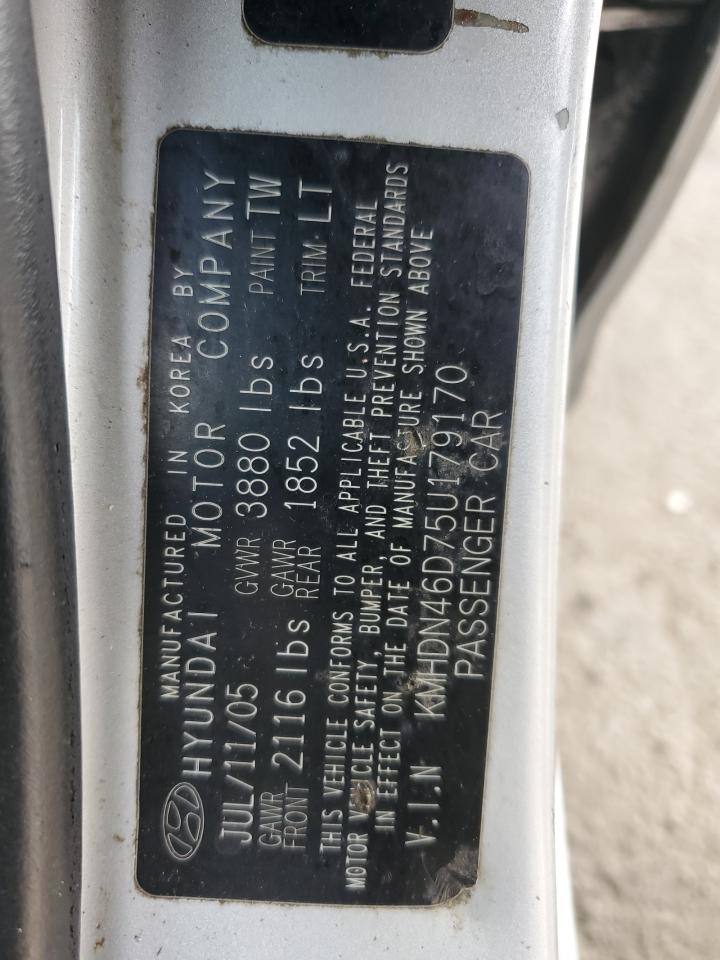 MANUFACTURED IN KOREA BY
HYUNDAI MOTOR COMPANY
JUL/11/05 GVWR 3880 lbs PAINT TW
GAWR FRONT 2116 lbs GAWR REAR 1852 lbs TRIM LT
THIS VEHICLE CONFORMS TO ALL APPLICABLE U.S.A. FEDERAL
MOTOR VEHICLE SAFETY, BUMPER, AND THEFT PREVENTION STANDARDS
IN EFFECT ON THE DATE OF MANUFACTURE SHOWN ABOVE
V.I.N KMHDN46D75U179170
PASSENGER CAR